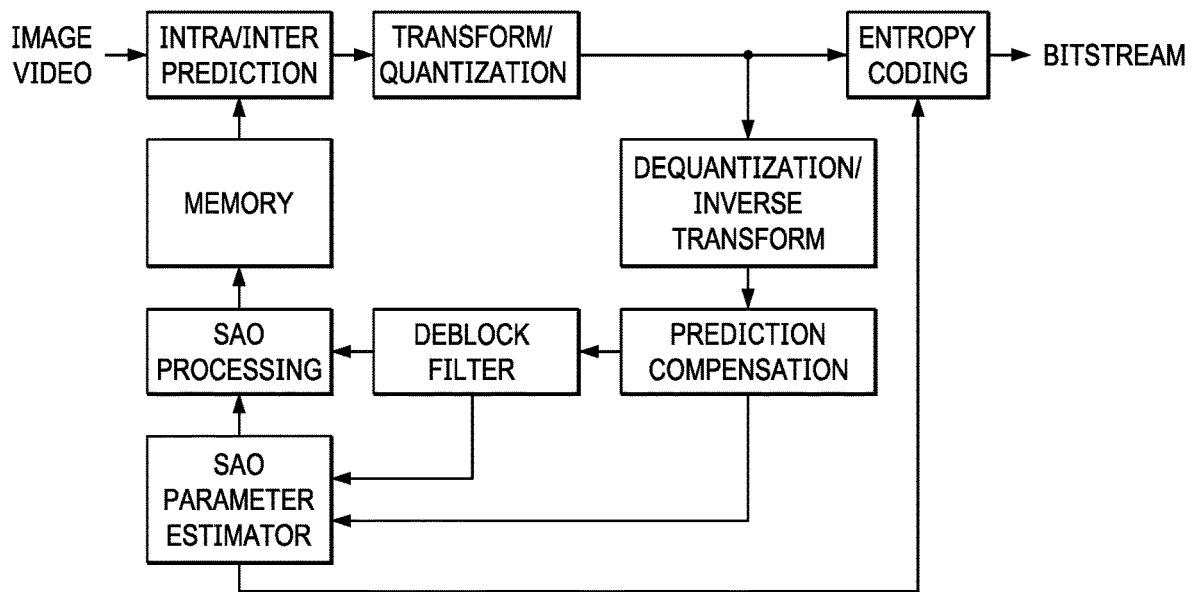 IMAGE
VIDEO
INTRA/INTER
PREDICTION
TRANSFORM/
QUANTIZATION
ENTROPY
CODING
BITSTREAM
MEMORY
DEQUANTIZATION/
INVERSE
TRANSFORM
SAO
PROCESSING
DEBLOCK
FILTER
PREDICTION
COMPENSATION
SAO
PARAMETER
ESTIMATOR